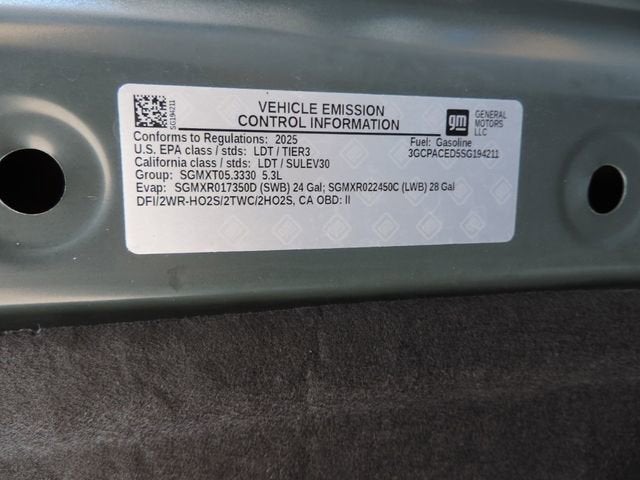 SG194211
VEHICLE EMISSION
CONTROL INFORMATION
gm
GENERAL
MOTORS
LLC
Conforms to Regulations: 2025
Fuel: Gasoline
U.S. EPA class / stds: LDT / TIER3
3GCPACED5SG194211
California class / stds: LDT / SULEV30
Group: SGMXT05.3330 5.3L
Evap: SGMXR017350D (SWB) 24 Gal; SGMXR022450C (LWB) 28 Gal
DFI/2WR-HO2S/2TWC/2HO2S, CA OBD: II